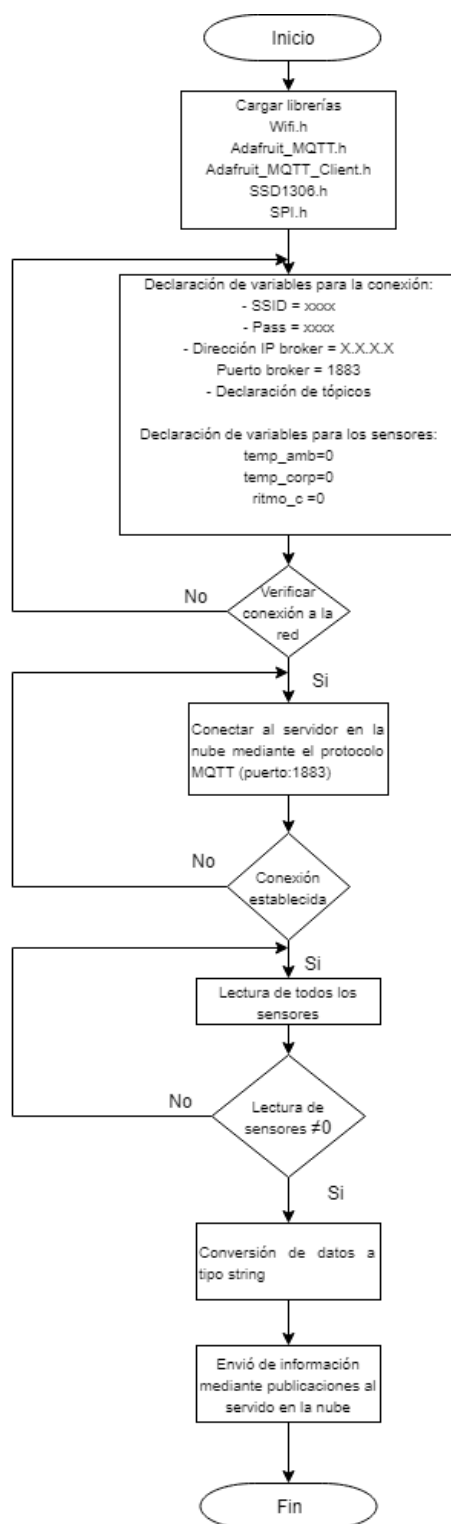 Inicio
Cargar librerías
Wifi.h
Adafruit_MQTT.h
Adafruit_MQTT_Client.h
SSD1306.h
SPI.h
Declaración de variables para la conexión:
- SSID = xxxx
- Pass = xxxx
- Dirección IP broker = X.X.X.X
Puerto broker = 1883
- Declaración de tópicos
Declaración de variables para los sensores:
temp_amb=0
temp_corp=0
ritmo_c =0
No
Verificar
conexión a la
red
Si
Conectar al servidor en la
nube mediante el protocolo
MQTT (puerto:1883)
No
Conexión
establecida
Si
Lectura de todos los
sensores
No
Lectura de
sensores ≠0
Si
Conversión de datos a
tipo string
Envió de información
mediante publicaciones al
servido en la nube
Fin